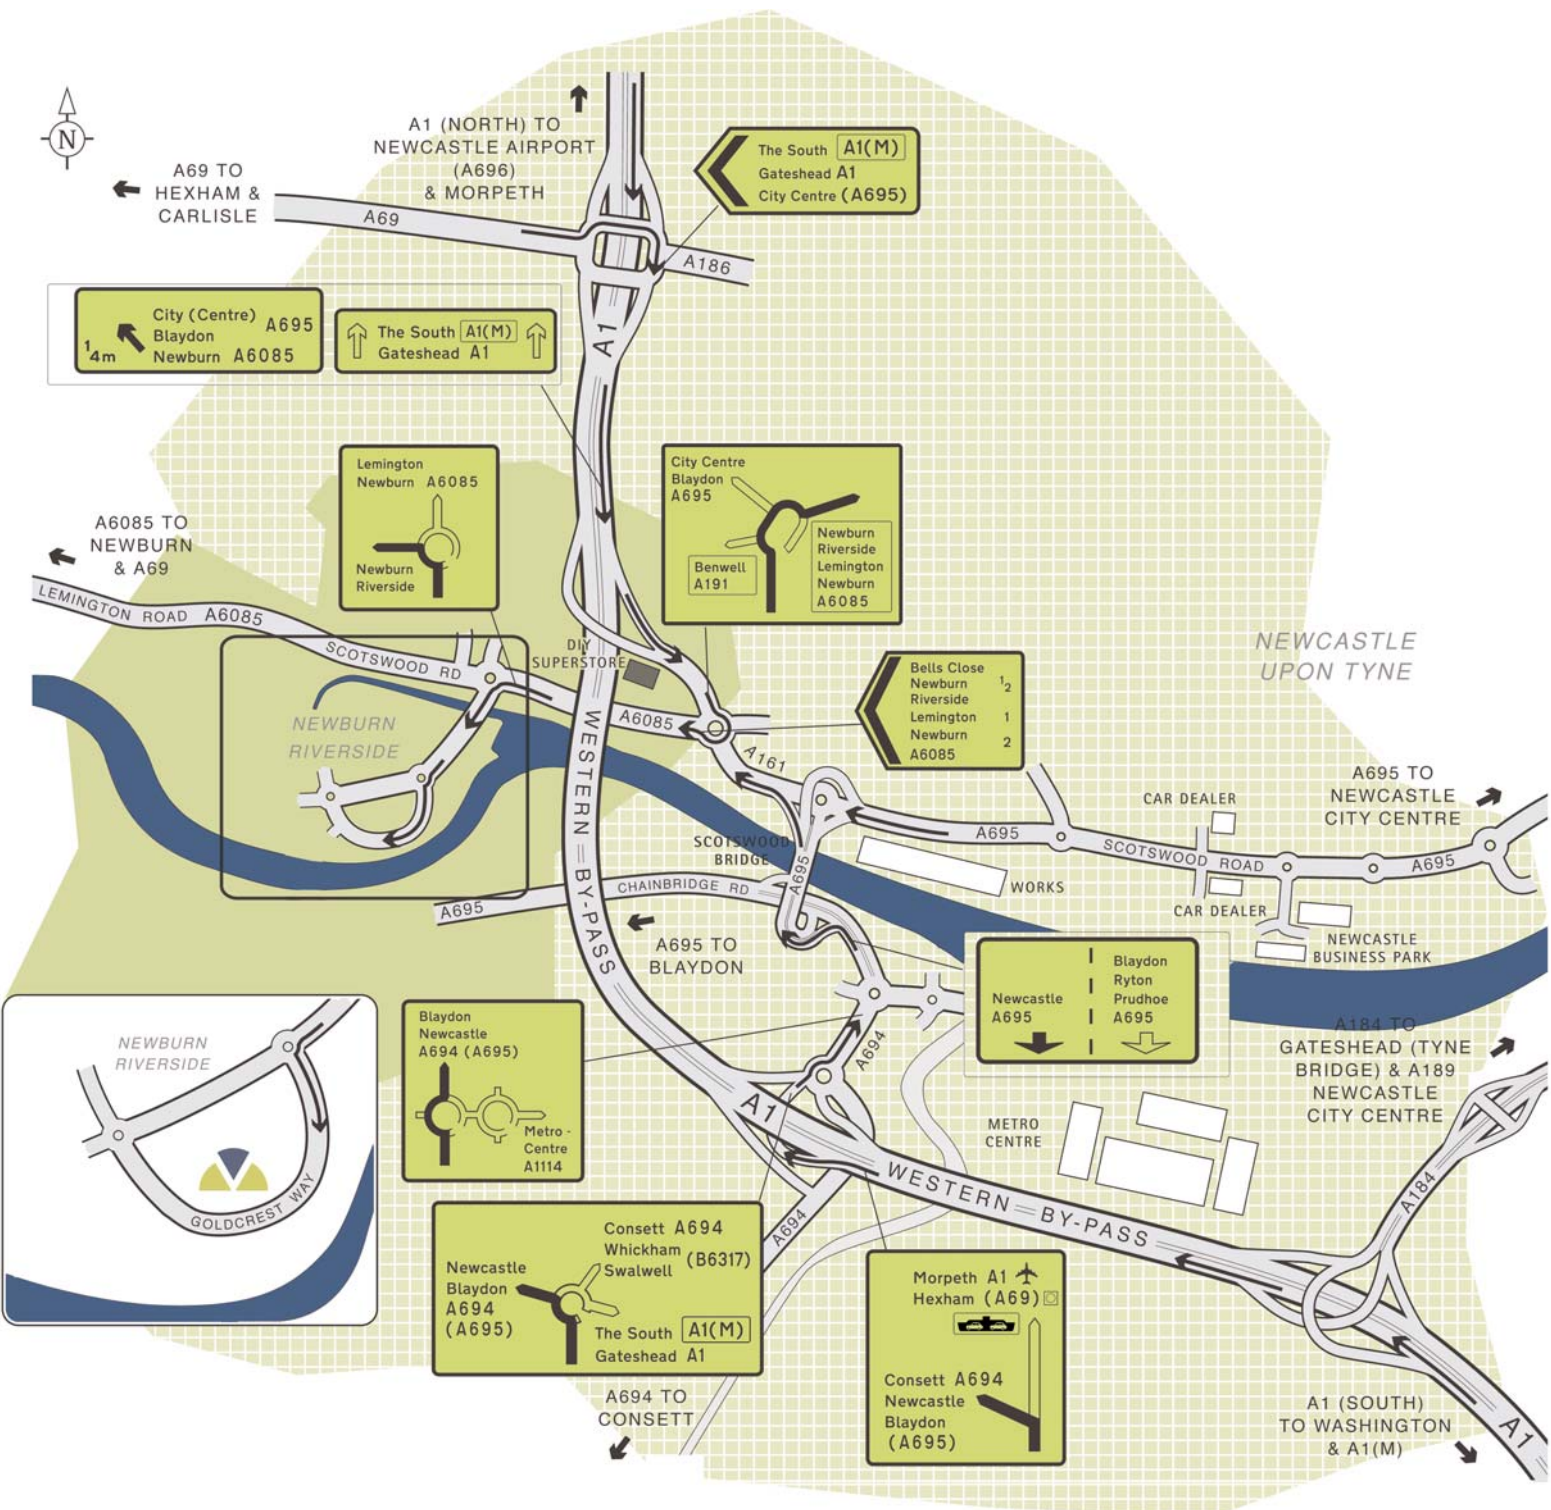 N
A1 (NORTH) TO
NEWCASTLE AIRPORT
(A696)
& MORPETH
A69 TO
HEXHAM &
CARLISLE
A69
The South A1(M)
Gateshead A1
City Centre (A695)
A186
City (Centre)
Blaydon A695
Newburn A6085
1/4m
The South A1(M)
Gateshead A1
A1
Lemington
Newburn A6085
Newburn
Riverside
City Centre
Blaydon
A695
Benwell
A191
Newburn
Riverside
Lemington
Newburn
A6085
A6085 TO
NEWBURN
& A69
LEMINGTON ROAD A6085
SCOTSWOOD RD
DIY
SUPERSTORE
A6085
NEWCASTLE
UPON TYNE
Bells Close
Newburn 1/2
Riverside
Lemington 1
Newburn 2
A6085
NEWBURN
RIVERSIDE
A161
A695 TO
NEWCASTLE
CITY CENTRE
CAR DEALER
A695
SCOTSWOOD ROAD
A695
SCOTSWOOD
BRIDGE
WORKS
CAR DEALER
NEWCASTLE
BUSINESS PARK
A695
CHAINBRIDGE RD
A695
WESTERN BY-PASS
A695 TO
BLAYDON
Newcastle
A695
Blaydon
Ryton
Prudhoe
A695
Blaydon
Newcastle
A694 (A695)
Metro-
Centre
A1114
A694
A184 TO
GATESHEAD (TYNE
BRIDGE) & A189
NEWCASTLE
CITY CENTRE
METRO
CENTRE
NEWBURN
RIVERSIDE
GOLDCREST WAY
A1
WESTERN BY-PASS
A184
A694
Consett A694
Whickham
Swalwell (B6317)
Newcastle
Blaydon
A694
(A695)
The South A1(M)
Gateshead A1
Morpeth A1
Hexham (A69)
Consett A694
Newcastle
Blaydon
(A695)
A694 TO
CONSETT
A1 (SOUTH)
TO WASHINGTON
& A1(M)
A1